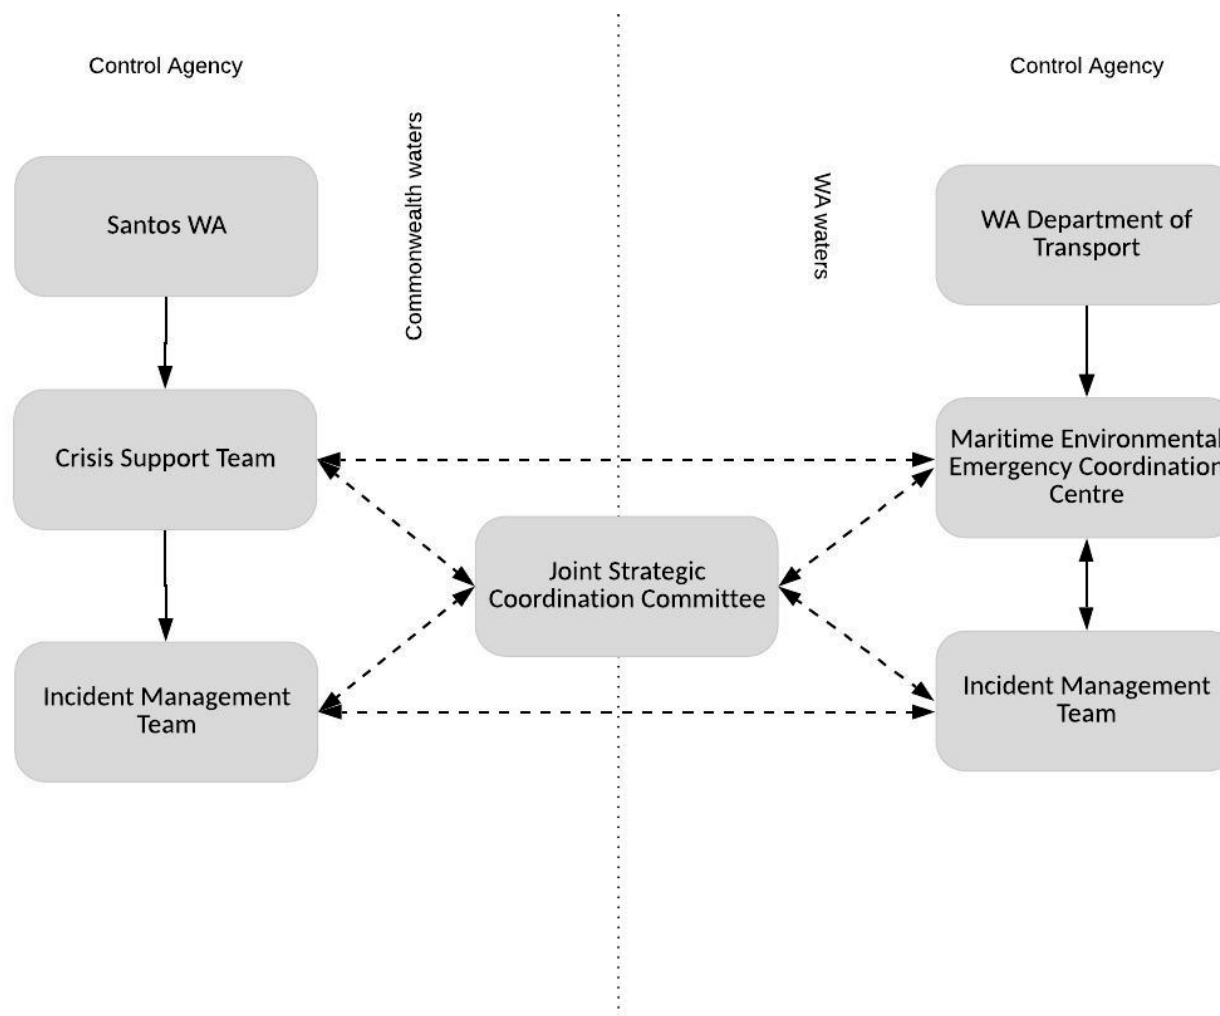 Control Agency
Control Agency
Commonwealth waters
WA waters
Santos WA
WA Department of
Transport
Crisis Support Team
Maritime Environmental
Emergency Coordination
Centre
Joint Strategic
Coordination Committee
Incident Management
Team
Incident Management
Team